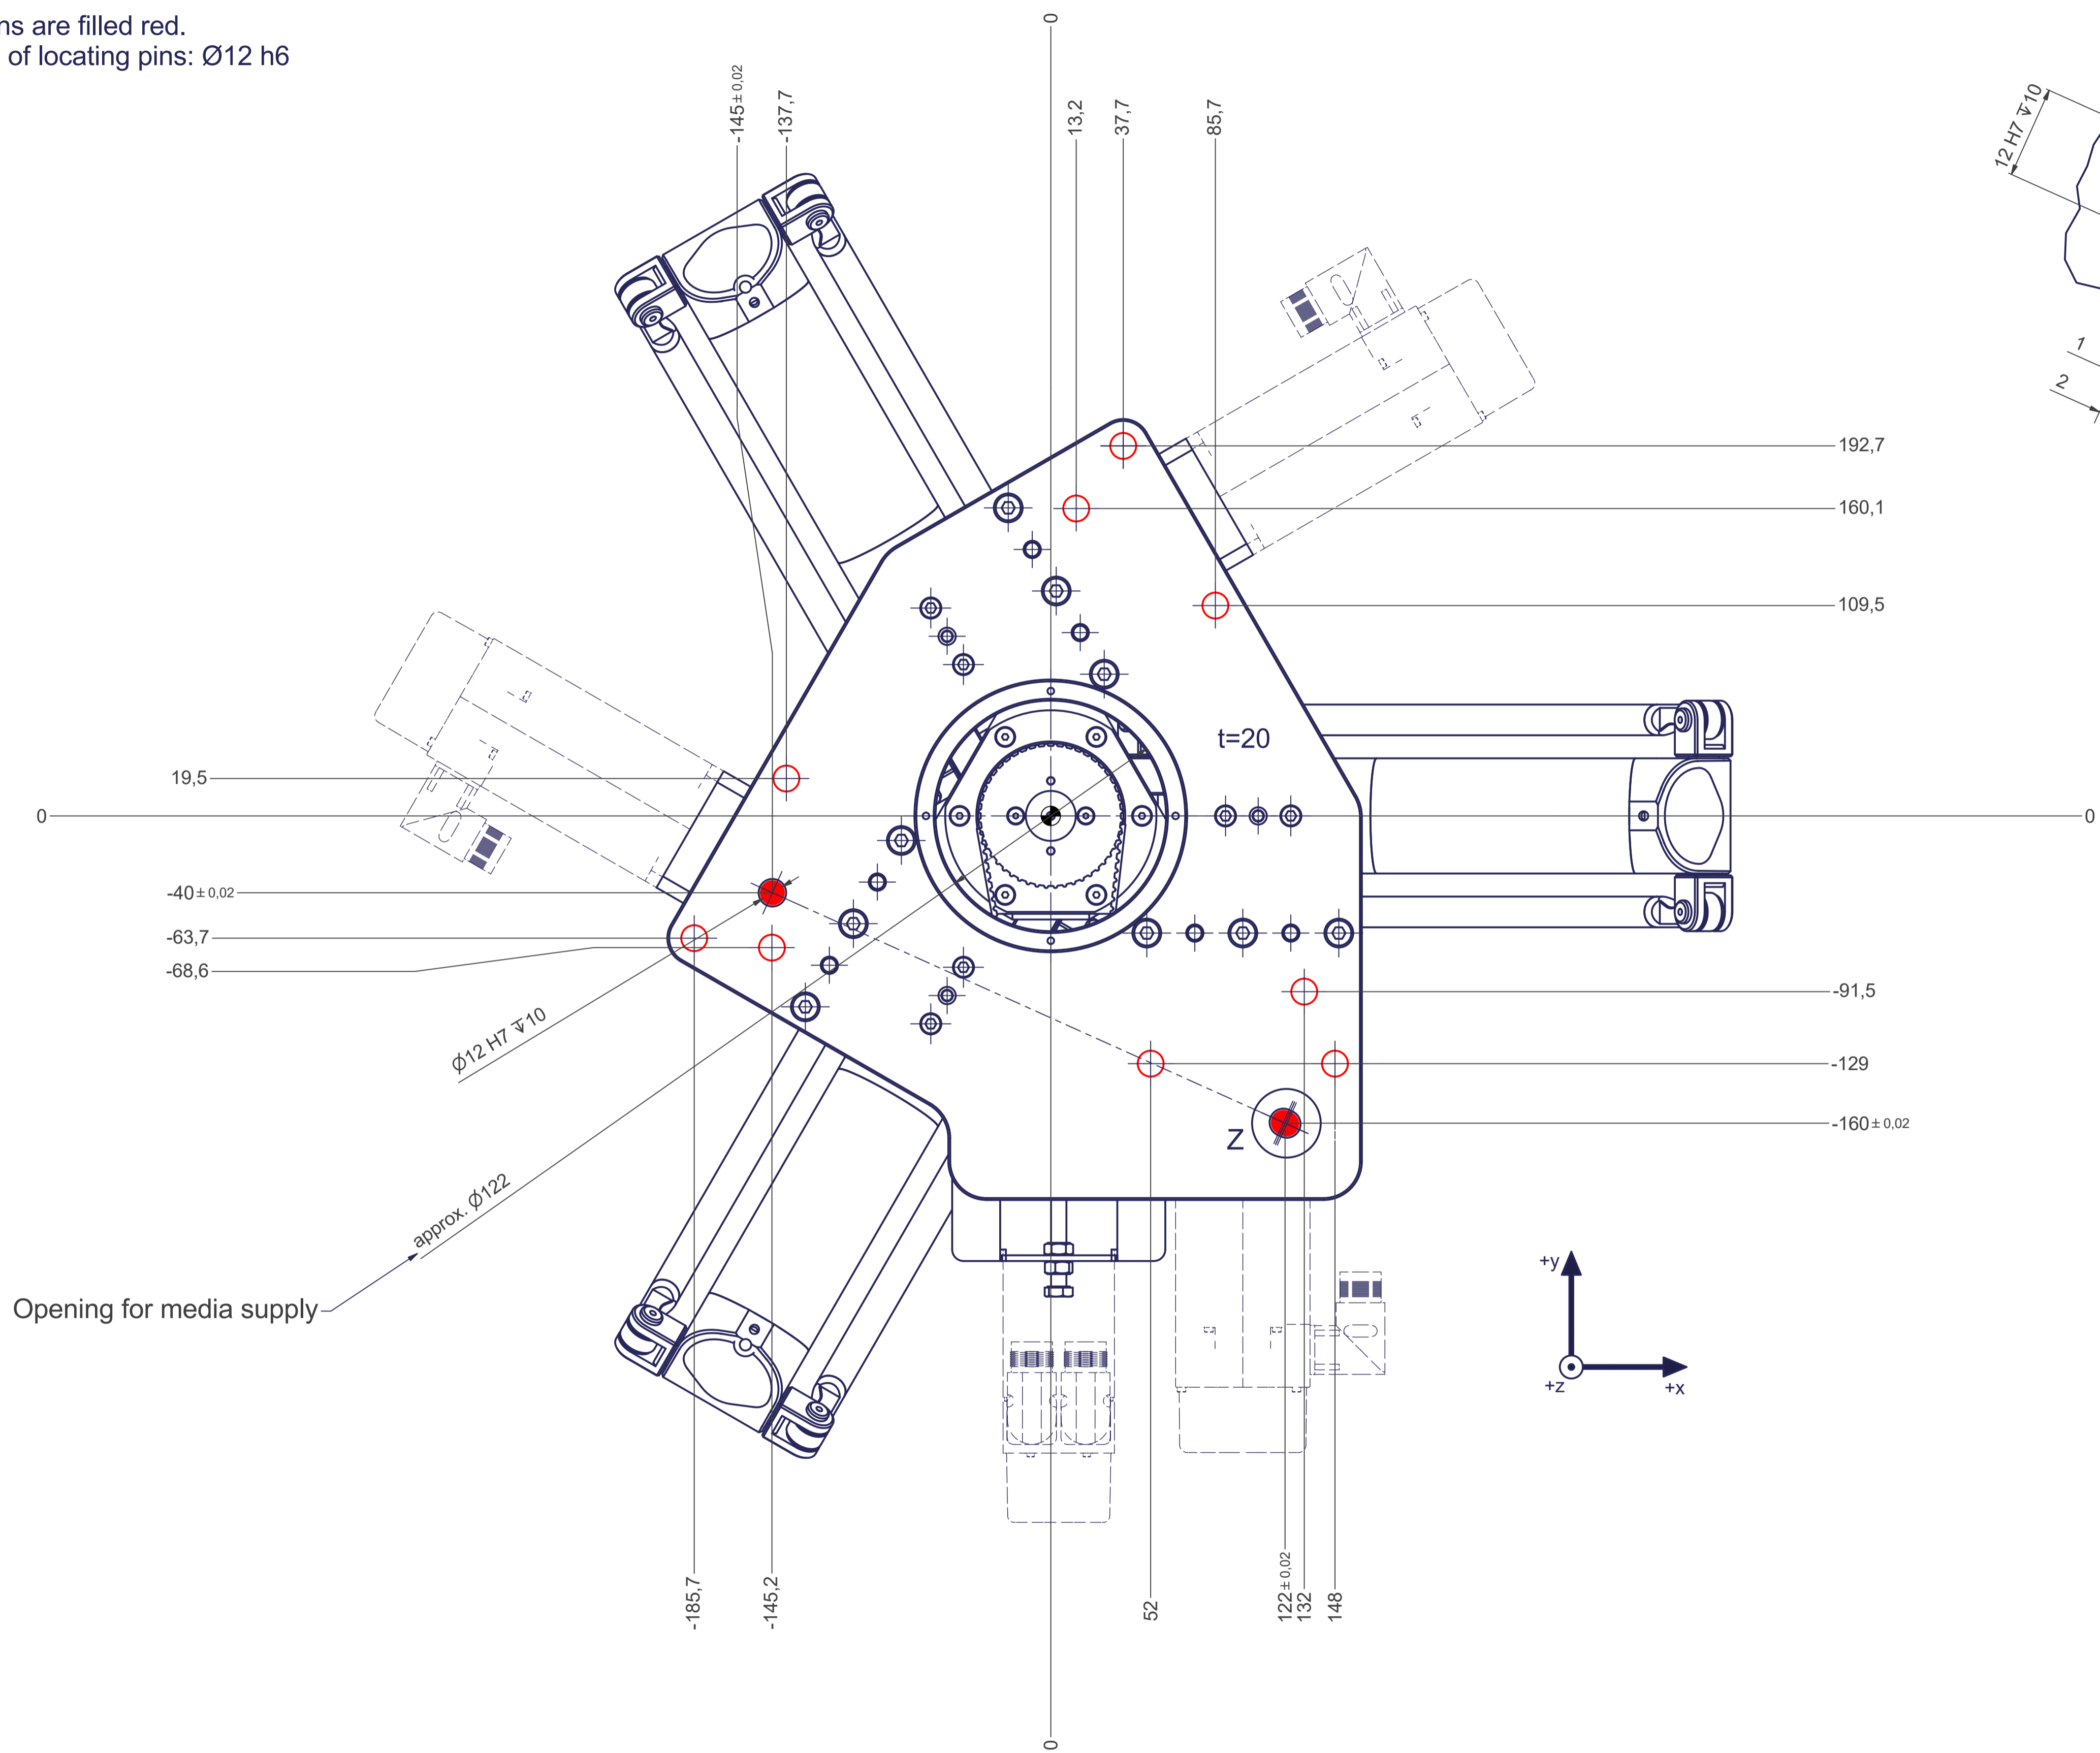 ns are filled red.
of locating pins: Ø12 h6
0
-145± 0,02
-137,7
13,2
37,7
85,7
12 H7 ↧10
1
2
192,7
160,1
109,5
t=20
19,5
0
0
-40± 0,02
-63,7
-68,6
-91,5
-129
-160± 0,02
Z
Ø12 H7 ↧10
approx. Ø122
Opening for media supply
+y
+z
+x
-185,7
-145,2
52
122± 0,02
132
148
0